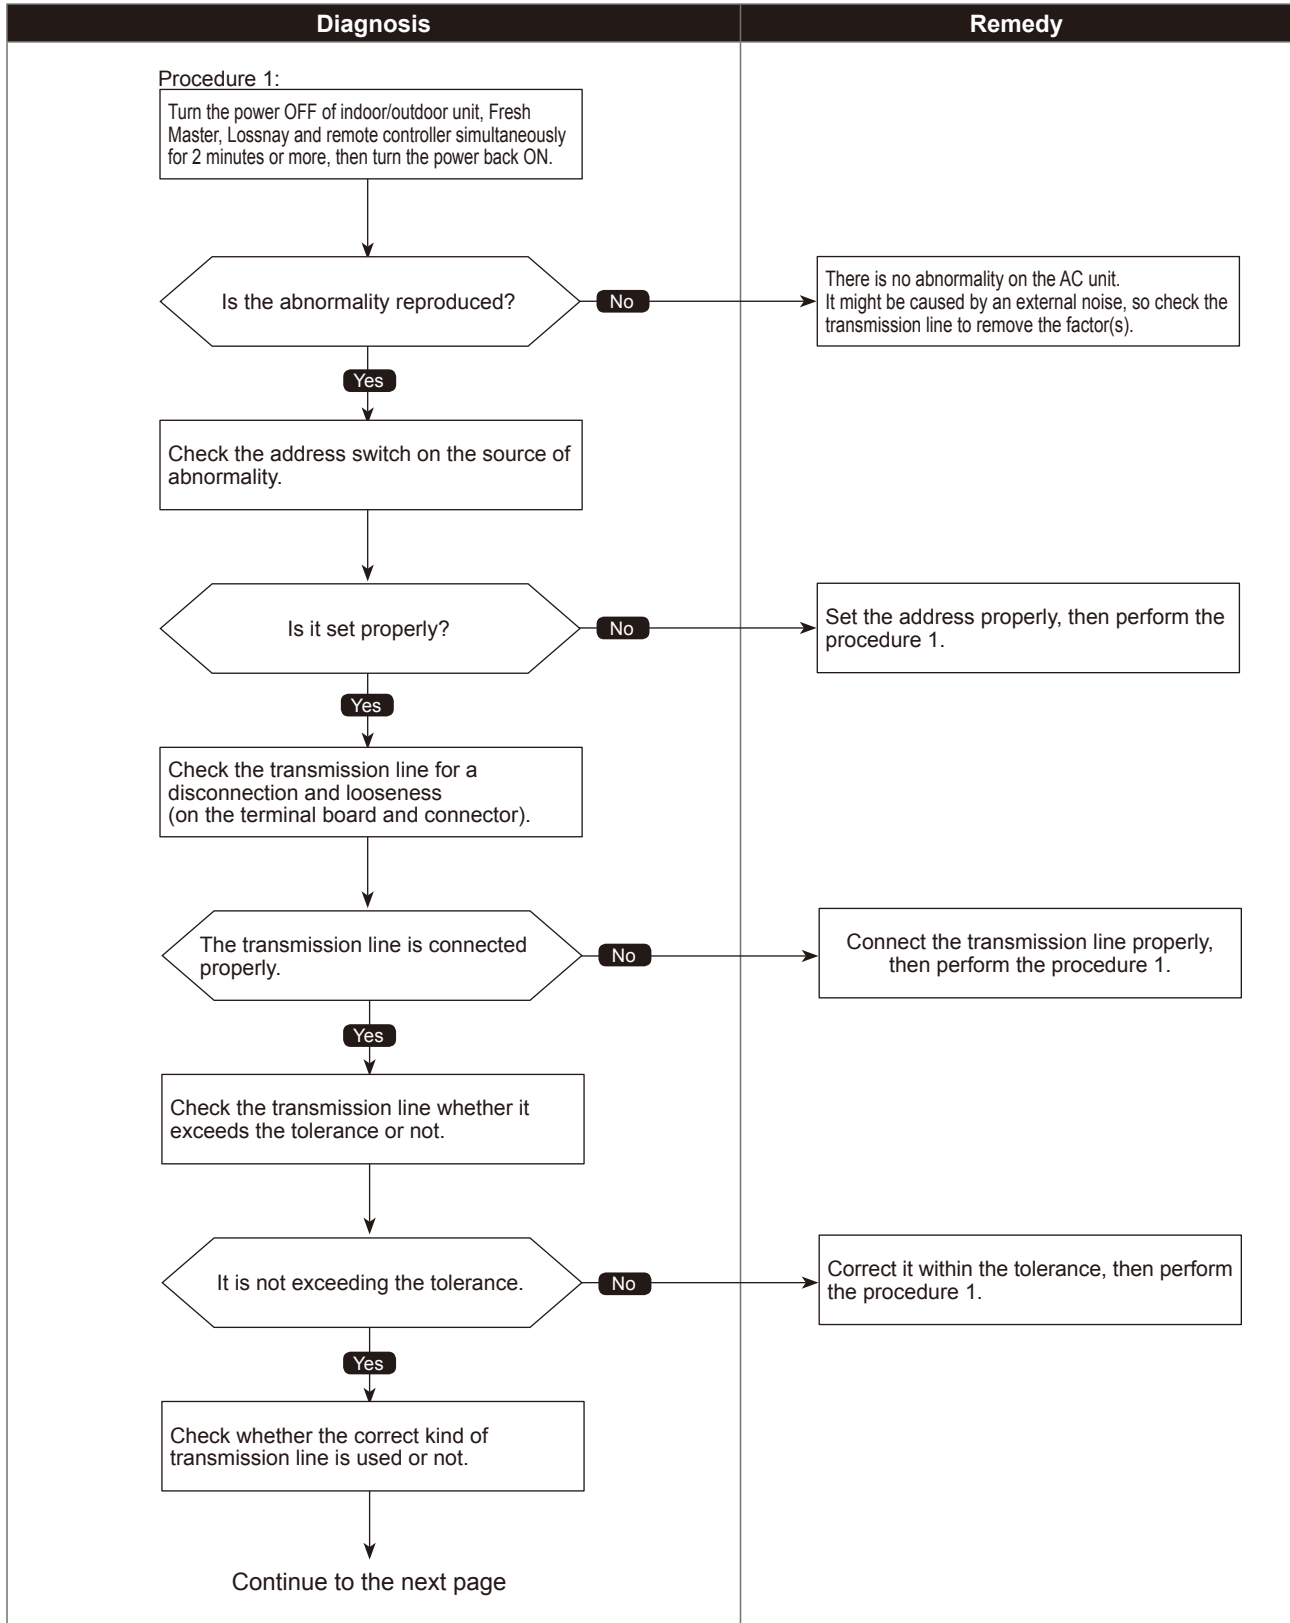 Diagnosis
Remedy
Procedure 1:
Turn the power OFF of indoor/outdoor unit, Fresh
Master, Lossnay and remote controller simultaneously
for 2 minutes or more, then turn the power back ON.
Is the abnormality reproduced?
No
There is no abnormality on the AC unit.
It might be caused by an external noise, so check the
transmission line to remove the factor(s).
Yes
Check the address switch on the source of
abnormality.
Is it set properly?
No
Set the address properly, then perform the
procedure 1.
Yes
Check the transmission line for a
disconnection and looseness
(on the terminal board and connector).
The transmission line is connected
properly.
No
Connect the transmission line properly,
then perform the procedure 1.
Yes
Check the transmission line whether it
exceeds the tolerance or not.
It is not exceeding the tolerance.
No
Correct it within the tolerance, then perform
the procedure 1.
Yes
Check whether the correct kind of
transmission line is used or not.
Continue to the next page